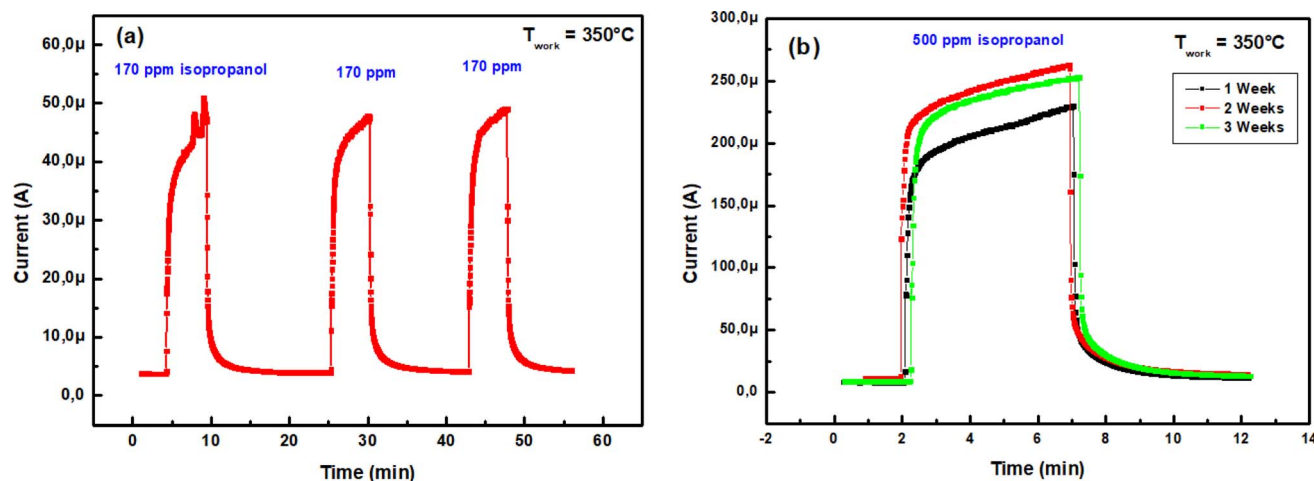 (a)
T_work = 350°C
170 ppm isopropanol
170 ppm
170 ppm
60,0µ
50,0µ
40,0µ
30,0µ
20,0µ
10,0µ
0,0
Current (A)
0
10
20
30
40
50
60
Time (min)
(b)
500 ppm isopropanol
T_work = 350°C
1 Week
2 Weeks
3 Weeks
300,0µ
250,0µ
200,0µ
150,0µ
100,0µ
50,0µ
0,0
Current (A)
-2
0
2
4
6
8
10
12
14
Time (min)